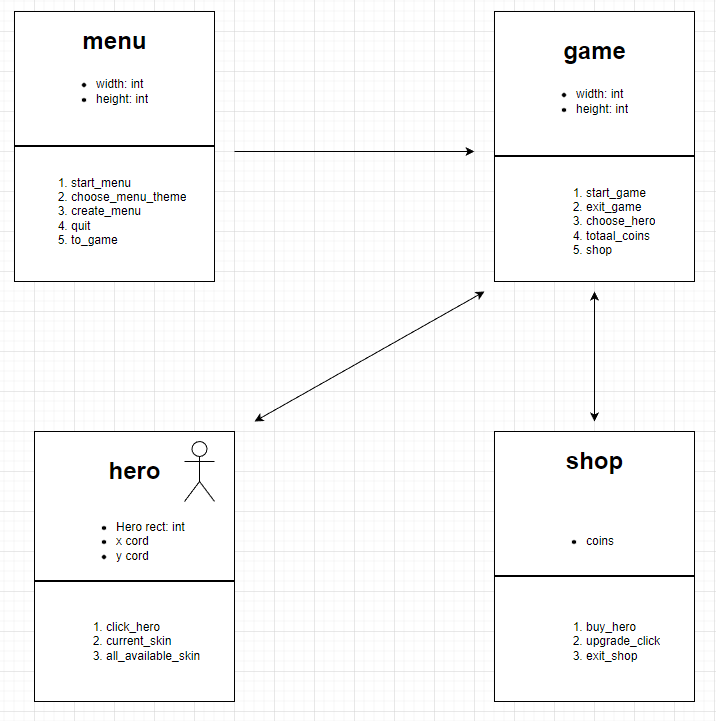 menu
• width: int
• height: int
1. start_menu
2. choose_menu_theme
3. create_menu
4. quit
5. to_game
game
• width: int
• height: int
1. start_game
2. exit_game
3. choose_hero
4. totaal_coins
5. shop
hero
• Hero rect: int
• x cord
• y cord
1. click_hero
2. current_skin
3. all_available_skin
shop
• coins
1. buy_hero
2. upgrade_click
3. exit_shop